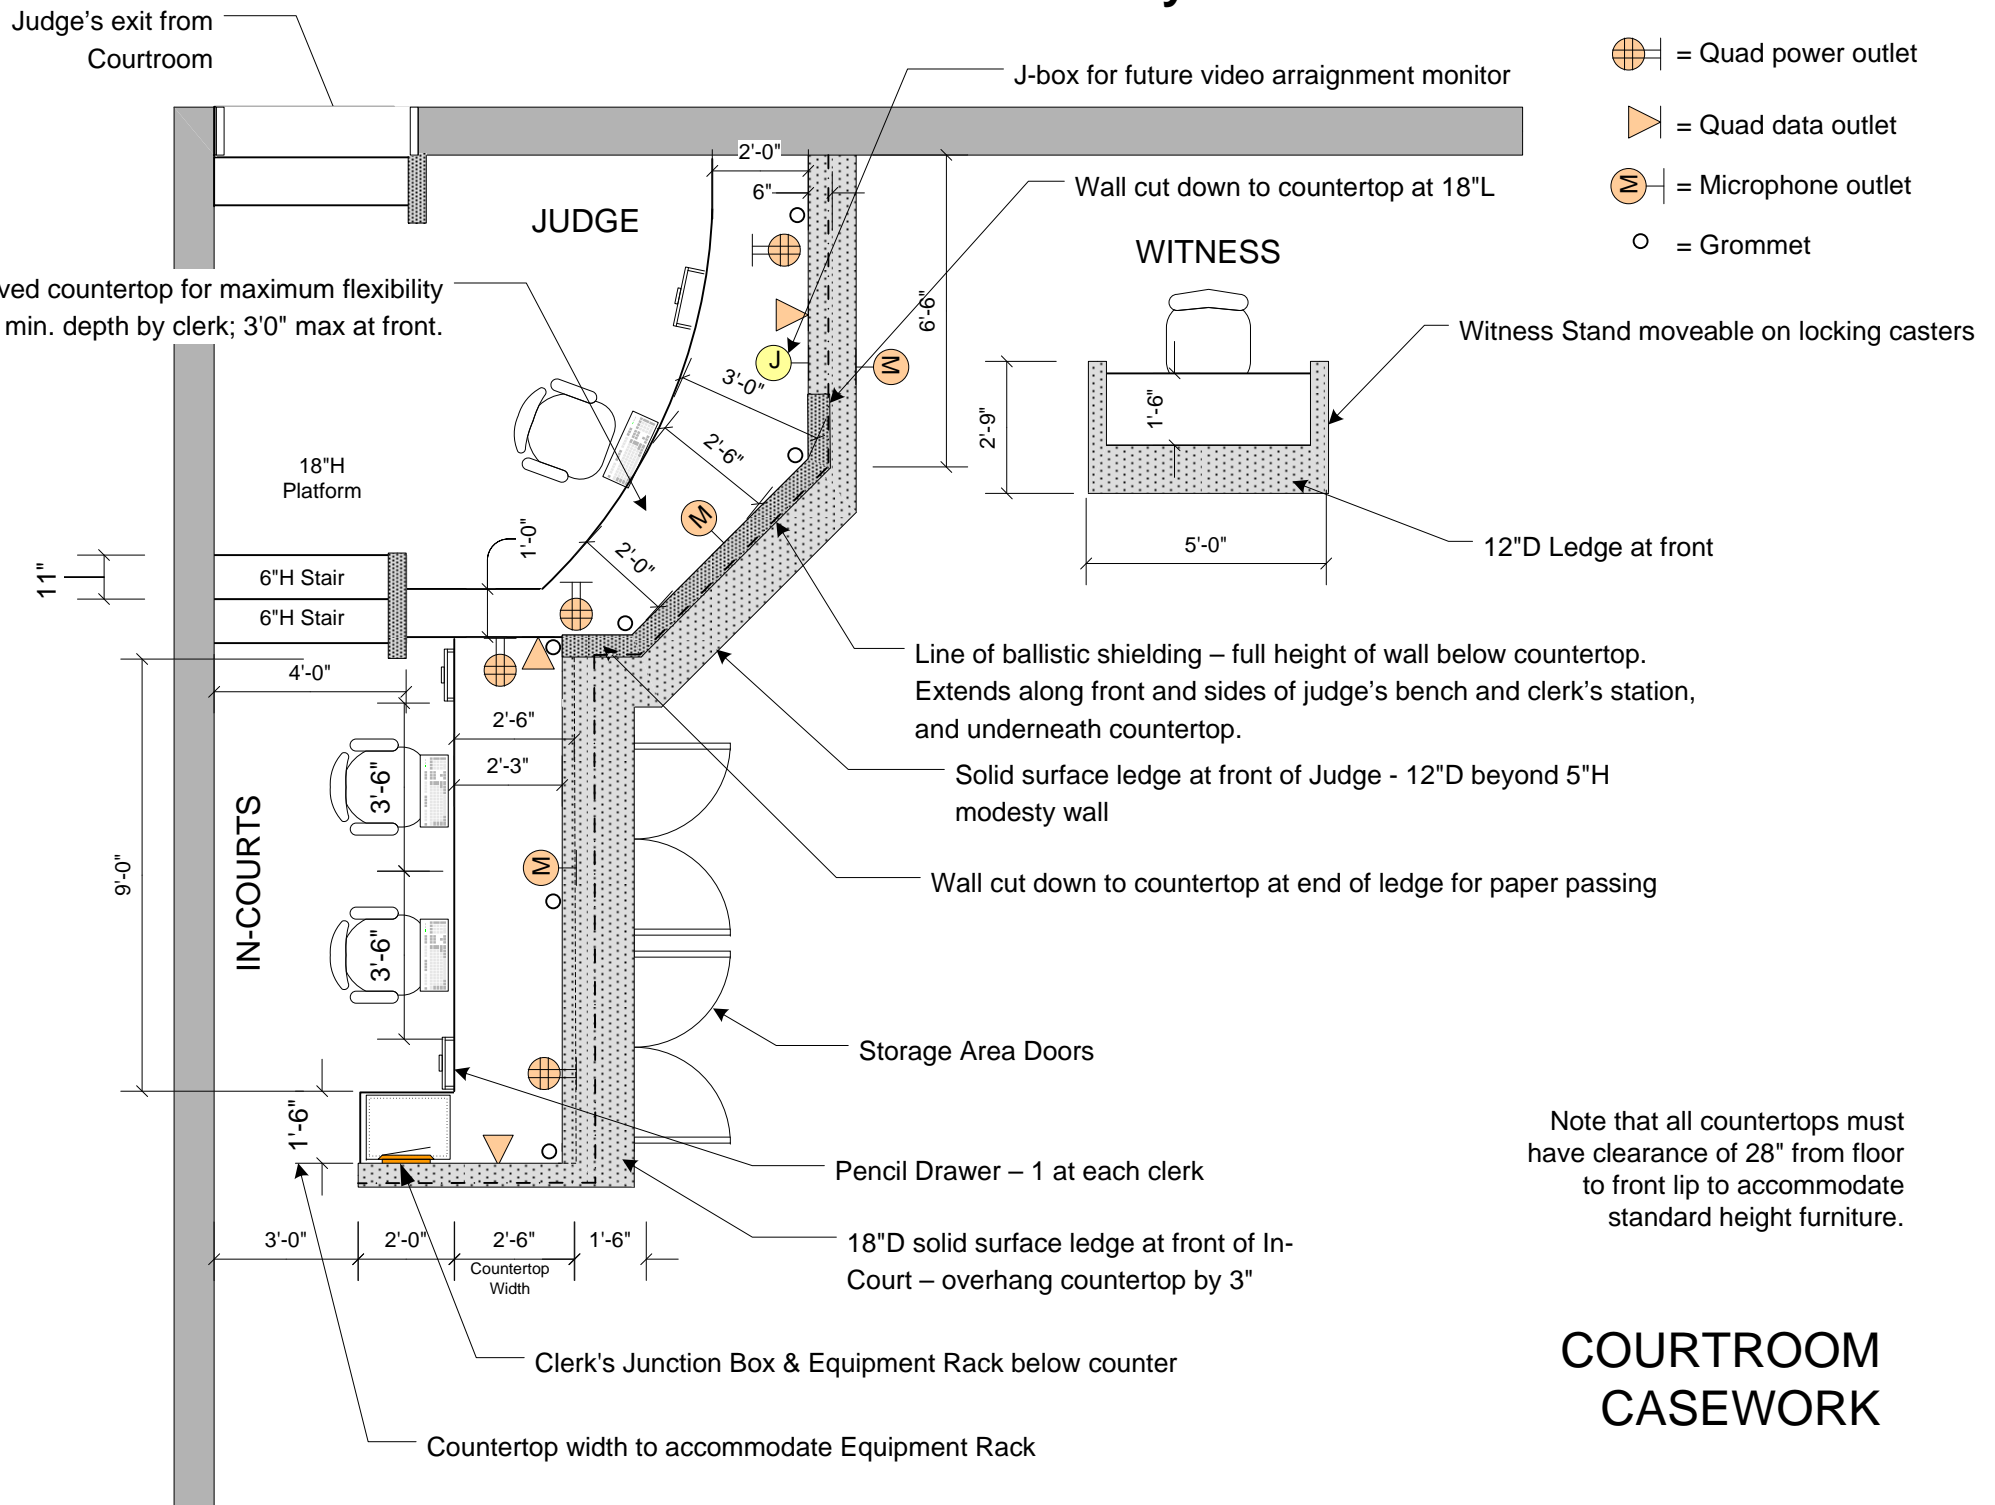 Judge’s exit from
Courtroom
J-box for future video arraignment monitor
= Quad power outlet
= Quad data outlet
= Microphone outlet
= Grommet
M
2'-0"
6"
Wall cut down to countertop at 18"L
JUDGE
WITNESS
ved countertop for maximum flexibility
min. depth by clerk; 3'0" max at front.
6'-6"
Witness Stand moveable on locking casters
J
M
3'-0"
2'-6"
1'-6"
2'-9"
18"H
Platform
M
2'-0"
1'-0"
5'-0"
12"D Ledge at front
11"
6"H Stair
6"H Stair
Line of ballistic shielding – full height of wall below countertop.
Extends along front and sides of judge’s bench and clerk’s station,
and underneath countertop.
4'-0"
2'-6"
2'-3"
Solid surface ledge at front of Judge - 12"D beyond 5"H
modesty wall
3'-6"
9'-0"
IN-COURTS
M
Wall cut down to countertop at end of ledge for paper passing
3'-6"
Storage Area Doors
1'-6"
Note that all countertops must
have clearance of 28" from floor
to front lip to accommodate
standard height furniture.
Pencil Drawer – 1 at each clerk
3'-0"
2'-0"
2'-6"
1'-6"
Countertop
Width
18"D solid surface ledge at front of In-
Court – overhang countertop by 3"
Clerk's Junction Box & Equipment Rack below counter
Countertop width to accommodate Equipment Rack
COURTROOM
CASEWORK